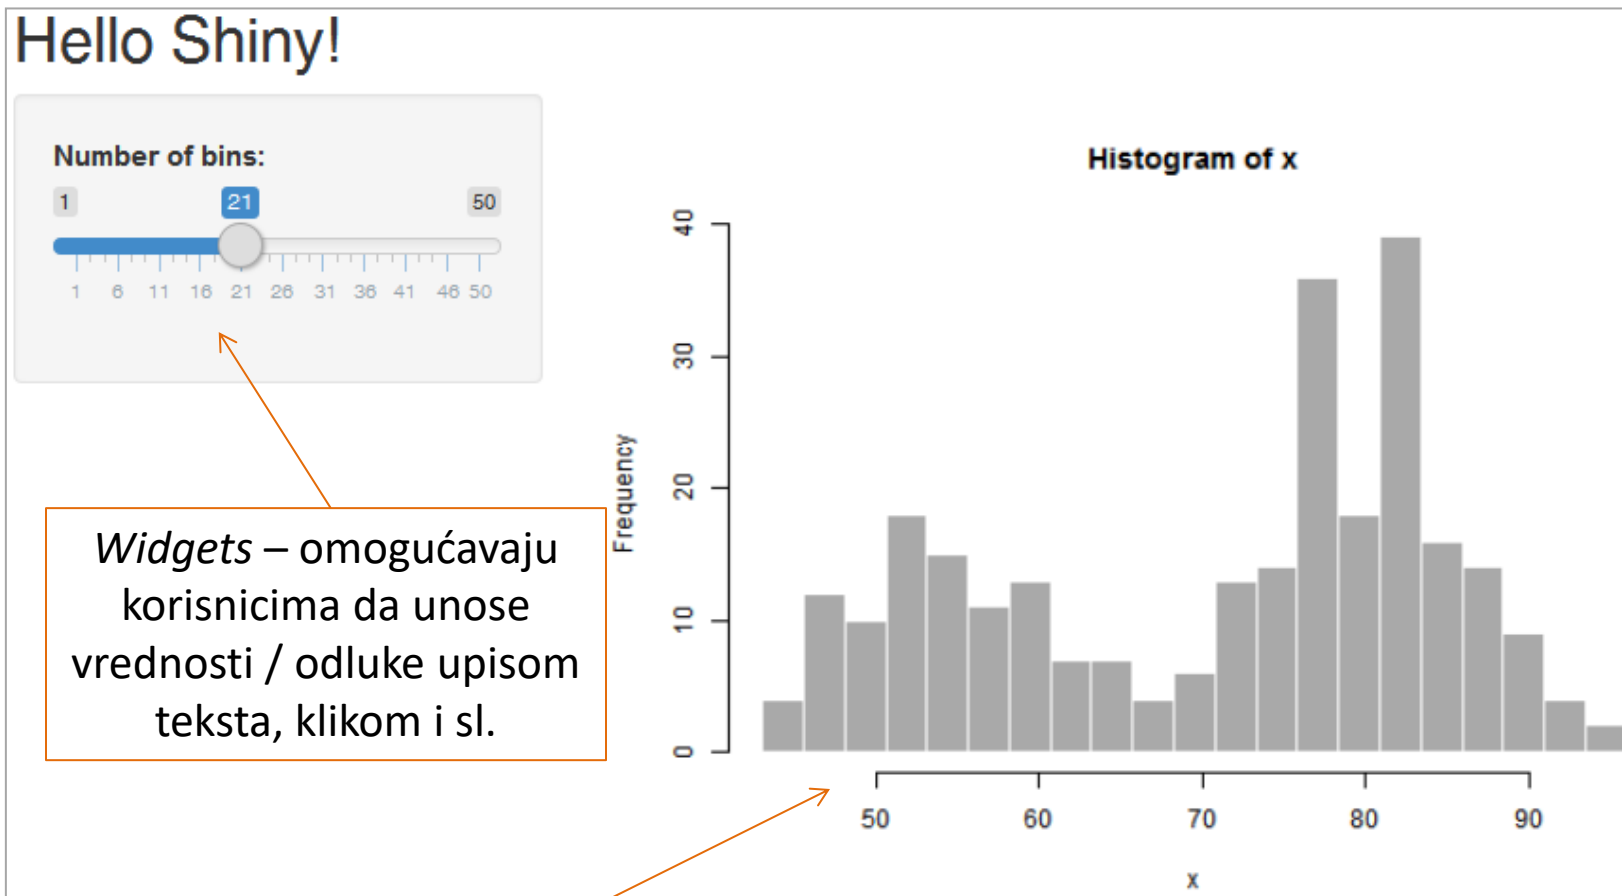 Hello Shiny!
Number of bins:
1 21 50
1 6 11 16 21 26 31 36 41 46 50
Widgets – omogućavaju
korisnicima da unose
vrednosti / odluke upisom
teksta, klikom i sl.
Histogram of x
Frequency
40
30
20
10
0
50 60 70 80 90
x